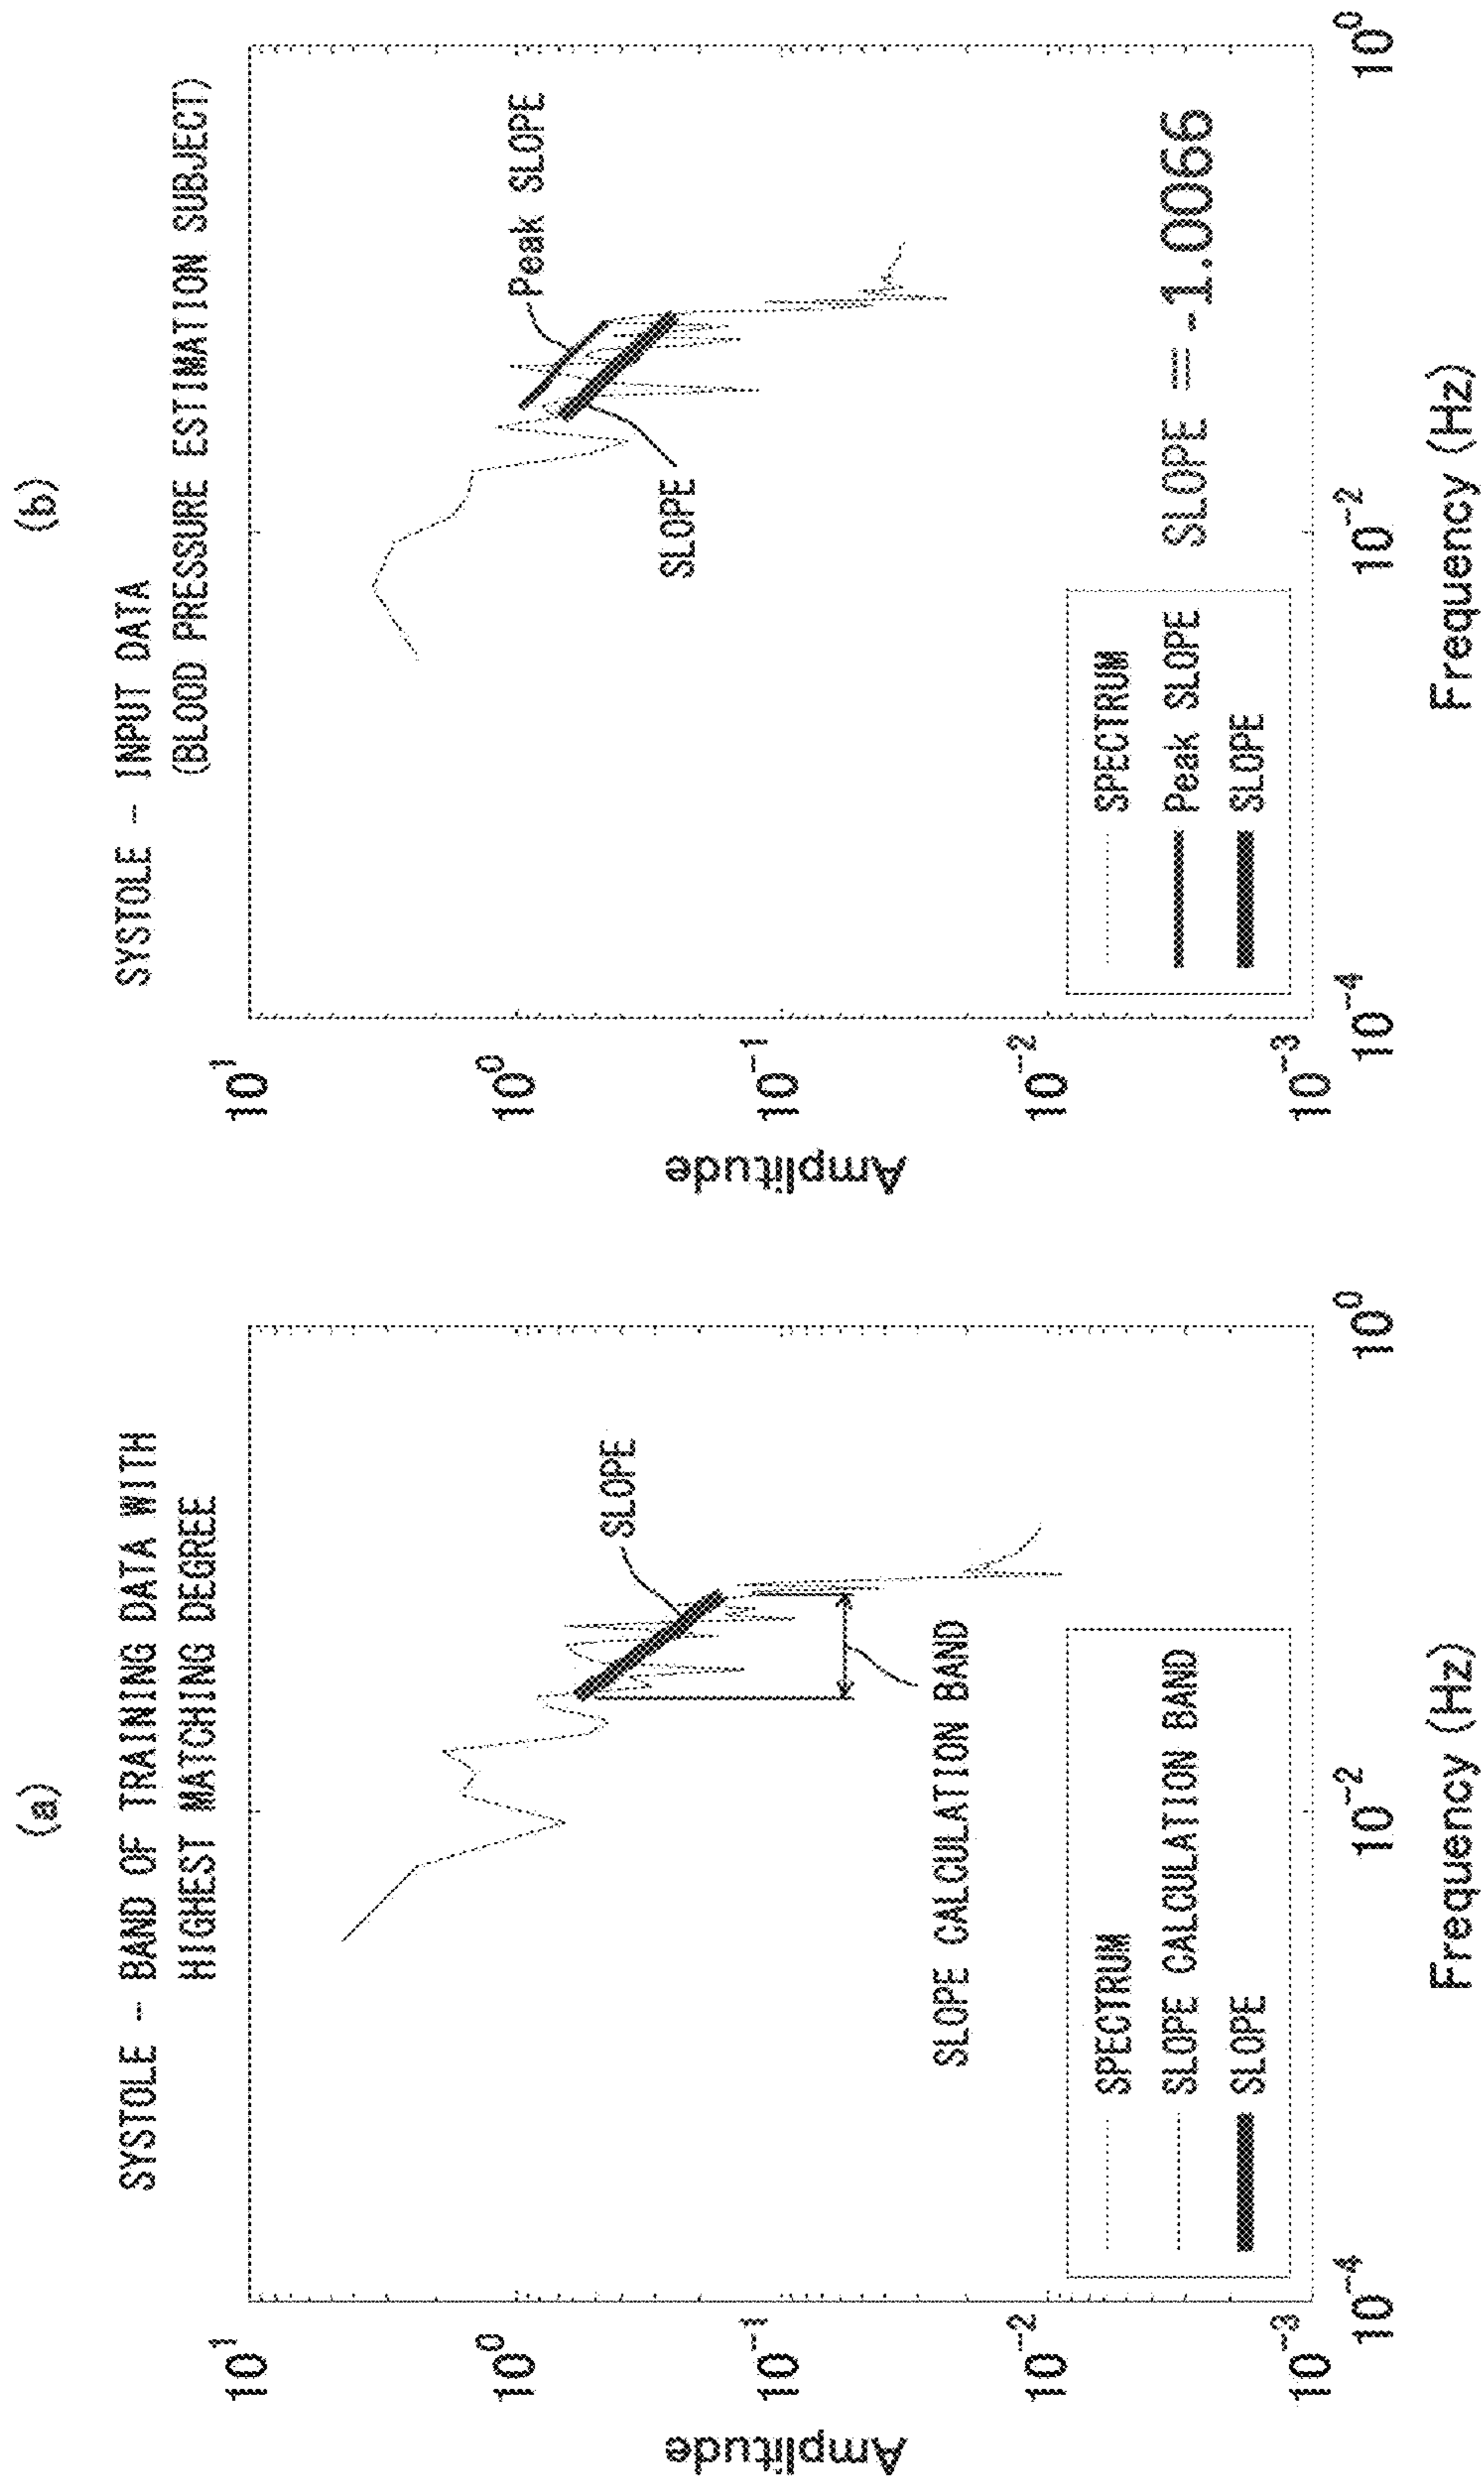 (a)
SYSTOLE - BAND OF TRAINING DATA WITH
HIGHEST MATCHING DEGREE
Amplitude
10^1
10^0
10^-1
10^-2
10^-3
SLOPE
SLOPE CALCULATION BAND
SPECTRUM
SLOPE CALCULATION BAND
SLOPE
10^-4
10^-2
10^0
Frequency (Hz)
(b)
SYSTOLE - INPUT DATA
(BLOOD PRESSURE ESTIMATION SUBJECT)
Amplitude
10^1
10^0
10^-1
10^-2
10^-3
Peak SLOPE
SLOPE
SPECTRUM
Peak SLOPE
SLOPE
SLOPE = -1.0066
10^-4
10^-2
10^0
Frequency (Hz)